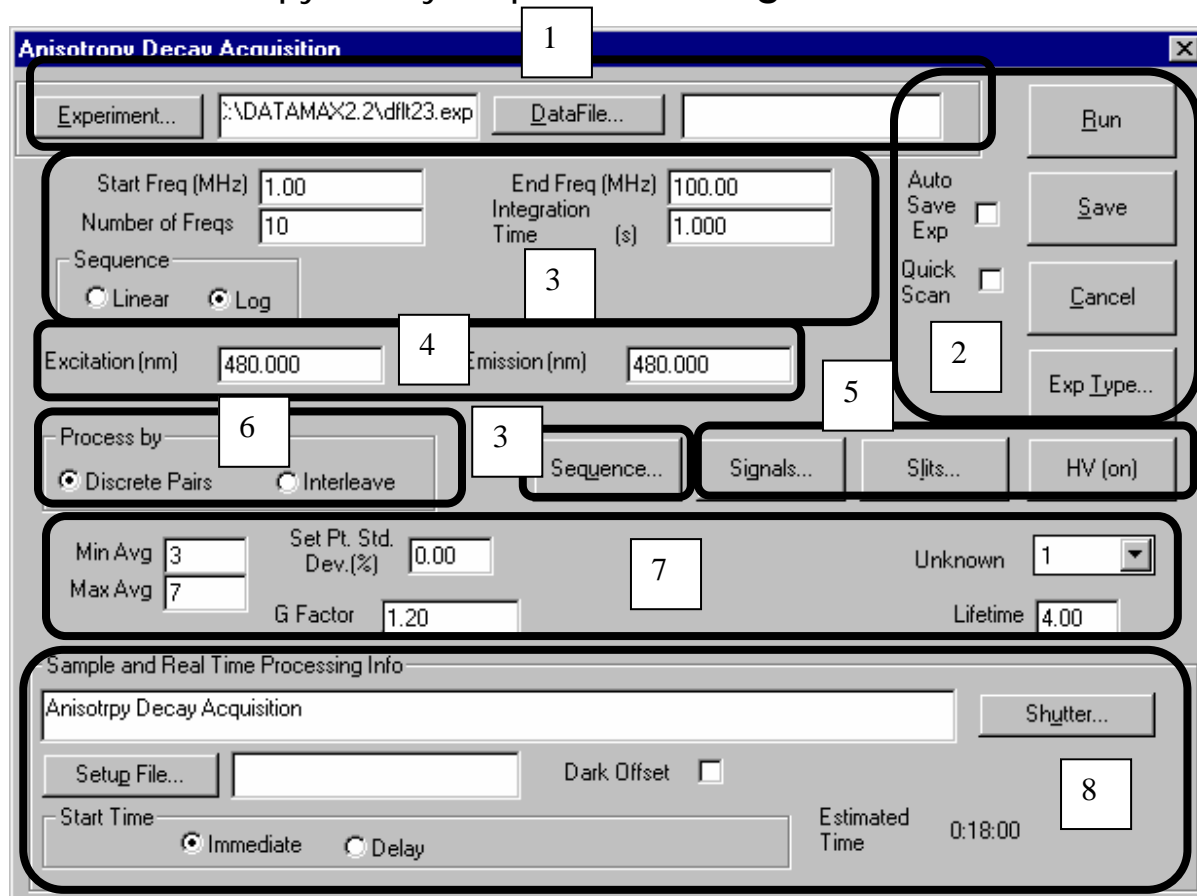 1
Anisotropy Decay Acquisition
Experiment... :\DATAMAX2.2\dflt23.exp DataFile...
Run
Start Freq (MHz) 1.00 End Freq (MHz) 100.00
Number of Freqs 10 Integration Time (s) 1.000
Auto Save Exp
Save
Sequence
Linear Log
3
Quick Scan
Cancel
2
Excitation (nm) 480.000 4 Emission (nm) 480.000
5
Exp Type...
Process by 6
Discrete Pairs Interleave
3
Sequence... Signals... Slits... HV (on)
Min Avg 3 Set Pt. Std. Dev.(%) 0.00 7 Unknown 1
Max Avg 7
G Factor 1.20 Lifetime 4.00
Sample and Real Time Processing Info
Anisotrpy Decay Acquisition Shutter...
Setup File... Dark Offset 8
Start Time
Immediate Delay
Estimated Time 0:18:00